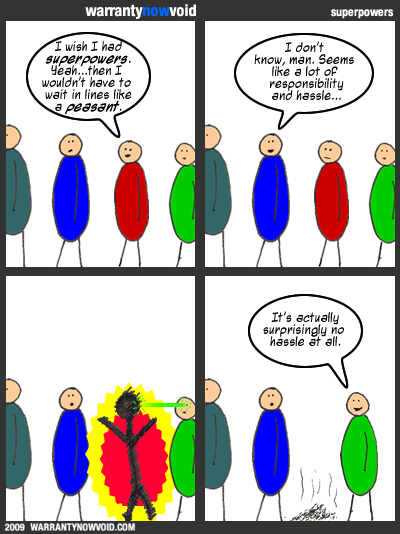 warrantynowvoid
superpowers
I wish I had
superpowers.
Yeah...then I
wouldn't have to
wait in lines like
a peasant.
I don't
know, man. Seems
like a lot of
responsibility
and hassle...
It's actually
surprisingly no
hassle at all.
2009 WARRANTYNOWVOID.COM